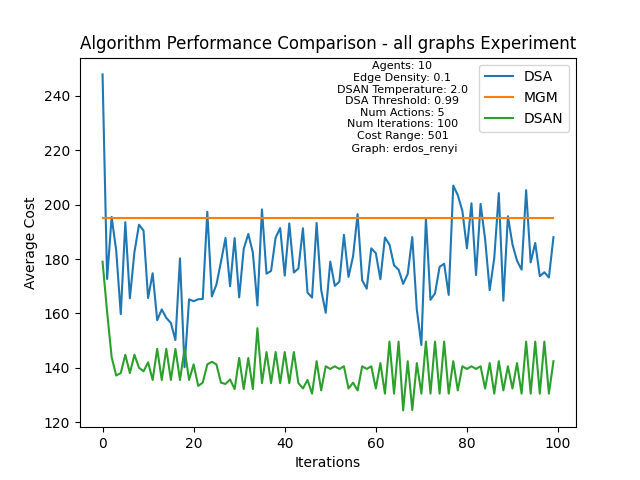 Algorithm Performance Comparison - all graphs Experiment
Agents: 10
Edge Density: 0.1
DSAN Temperature: 2.0
DSA Threshold: 0.99
Num Actions: 5
Num Iterations: 100
Cost Range: 501
Graph: erdos_renyi
DSA
MGM
DSAN
Average Cost
240
220
200
180
160
140
120
0
20
40
60
80
100
Iterations